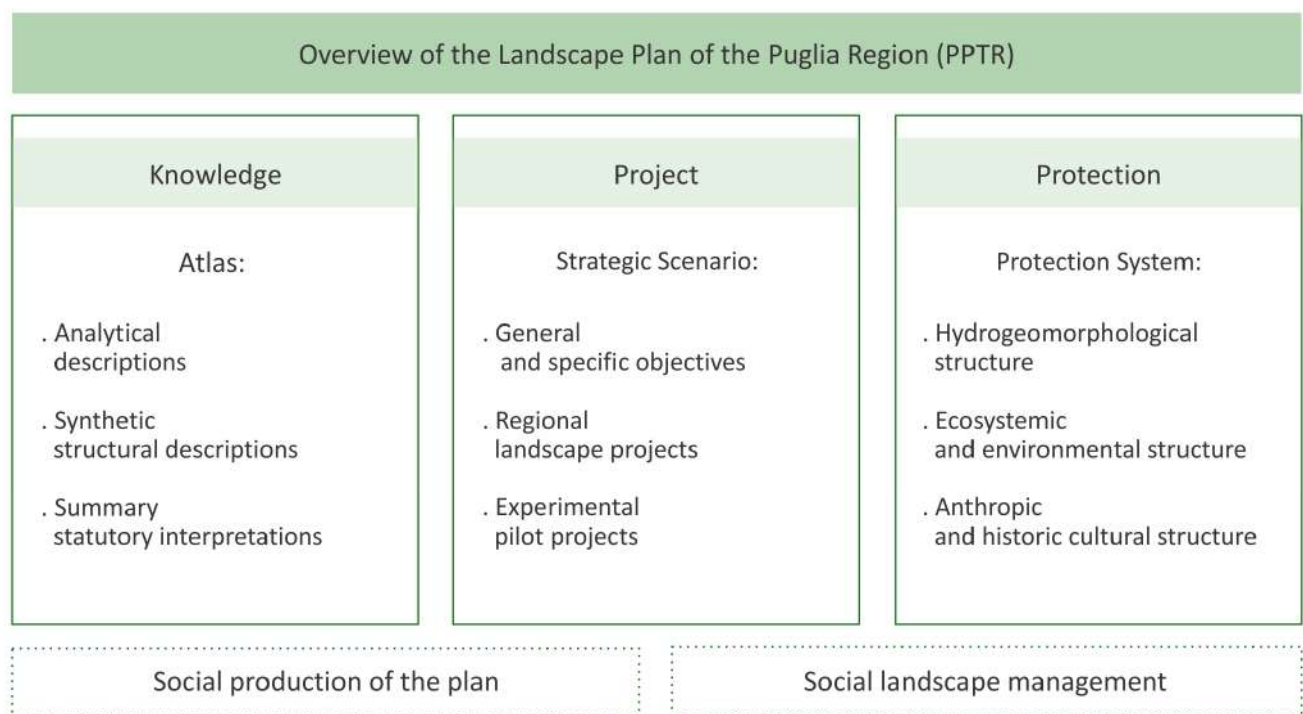 Overview of the Landscape Plan of the Puglia Region (PPTR)
Knowledge
Atlas:
. Analytical
descriptions
. Synthetic
structural descriptions
. Summary
statutory interpretations
Project
Strategic Scenario:
. General
and specific objectives
. Regional
landscape projects
. Experimental
pilot projects
Protection
Protection System:
. Hydrogeomorphological
structure
. Ecosystemic
and environmental structure
. Anthropic
and historic cultural structure
Social production of the plan
Social landscape management